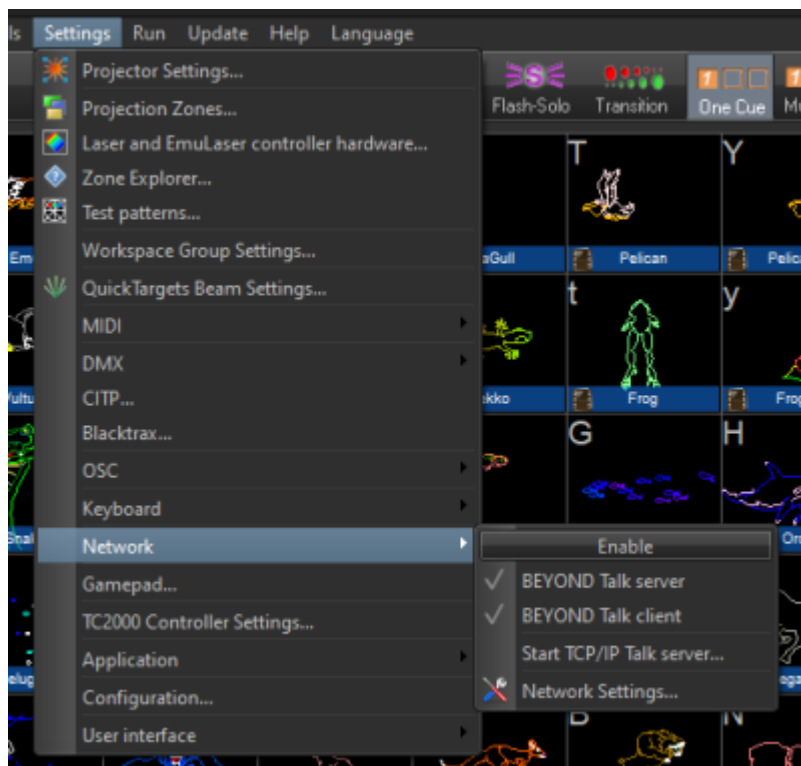 Settings Run Update Help Language
Projector Settings...
Projection Zones...
Laser and EmuLaser controller hardware...
Zone Explorer...
Test patterns...
Workspace Group Settings...
QuickTargets Beam Settings...
MIDI
DMX
CITP...
Blacktrax...
OSC
Keyboard
Network
Gamepad...
TC2000 Controller Settings...
Application
Configuration...
User interface
Enable
BEYOND Talk server
BEYOND Talk client
Start TCP/IP Talk server...
Network Settings...
Flash-Solo Transition One Cue
T Y
Pelican
t y
Frog
G H
B N